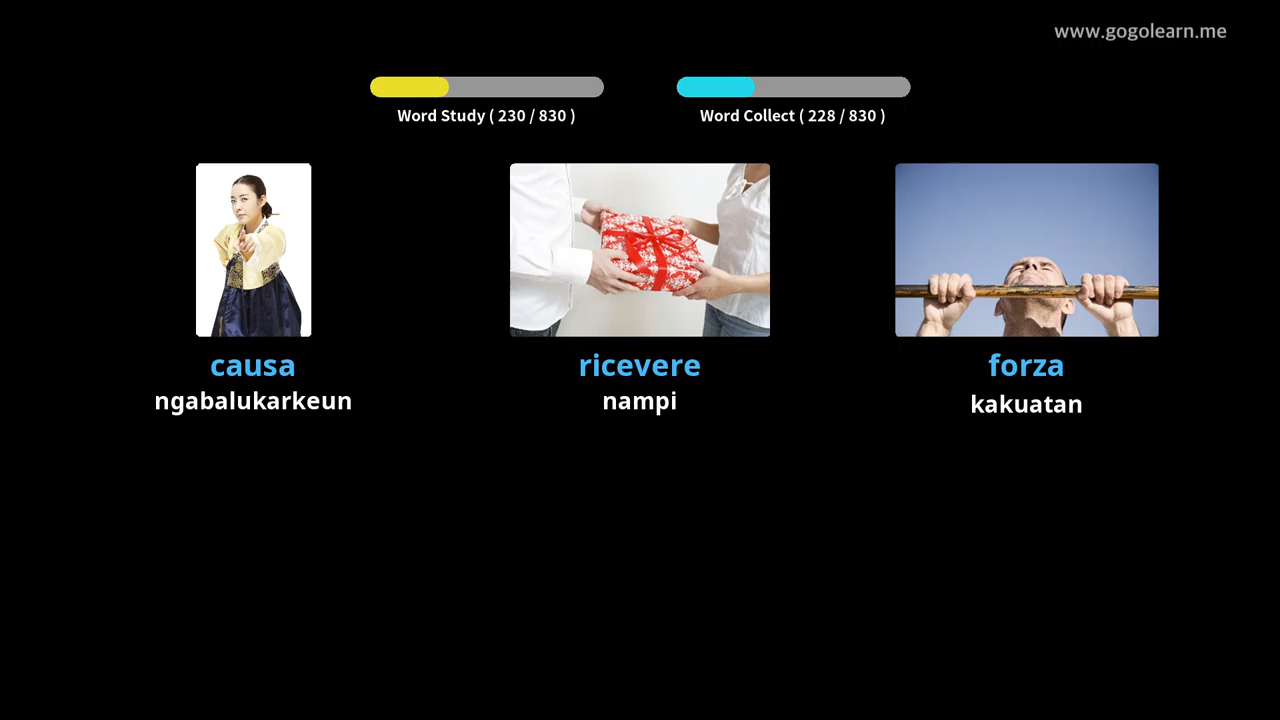 www.gogolearn.me
Word Study ( 230 / 830 )
Word Collect ( 228 / 830 )
causa
ngabalukarkeun
ricevere
nampi
forza
kakuatan